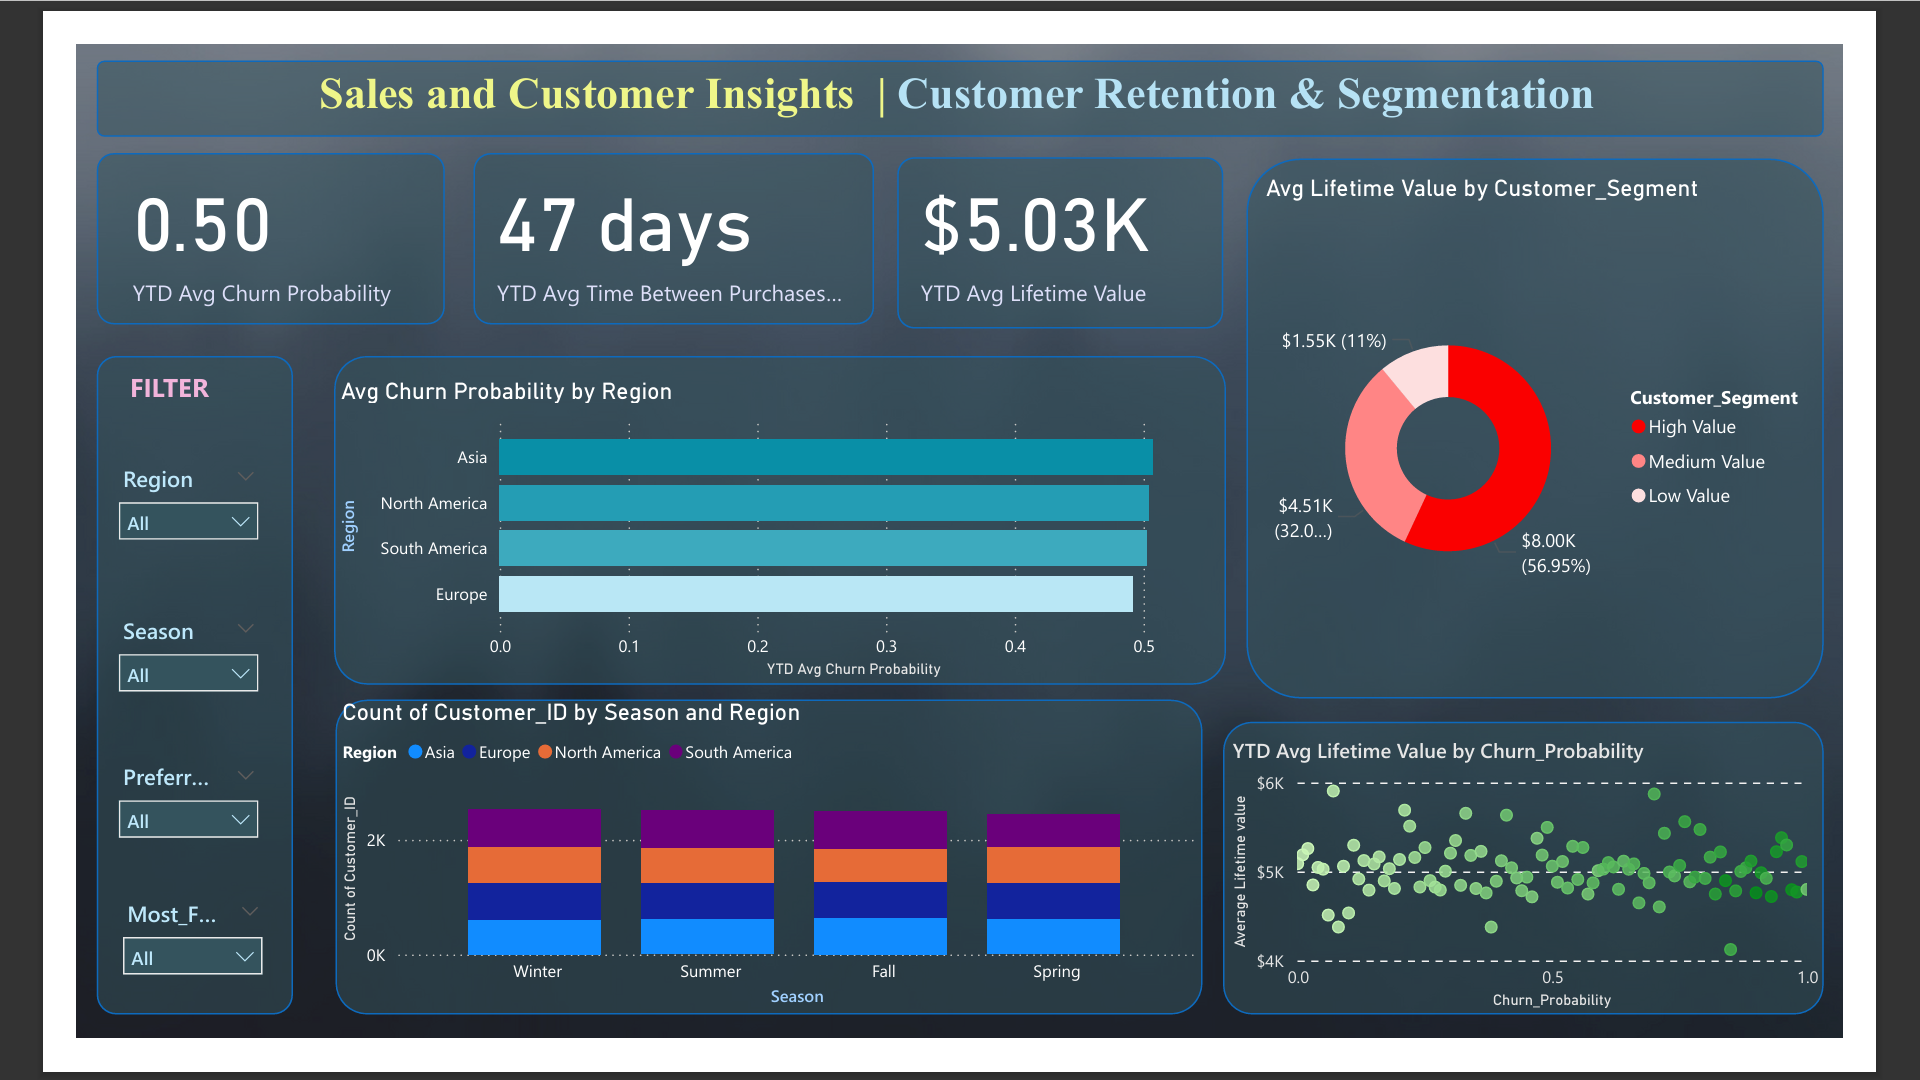 Sales and Customer Insights | Customer Retention & Segmentation
0.50
YTD Avg Churn Probability
47 days
YTD Avg Time Between Purchases...
$5.03K
YTD Avg Lifetime Value
Avg Lifetime Value by Customer_Segment
$1.55K (11%)
$4.51K
(32.0...)
$8.00K
(56.95%)
Customer_Segment
High Value
Medium Value
Low Value
FILTER
Region
All
Season
All
Preferr...
All
Most_F...
All
Avg Churn Probability by Region
Region
Asia
North America
South America
Europe
0.0 0.1 0.2 0.3 0.4 0.5
YTD Avg Churn Probability
Count of Customer_ID by Season and Region
Region Asia Europe North America South America
Count of Customer_ID
2K
0K
Winter Summer Fall Spring
Season
YTD Avg Lifetime Value by Churn_Probability
Average Lifetime value
$6K
$5K
$4K
0.0 0.5 1.0
Churn_Probability